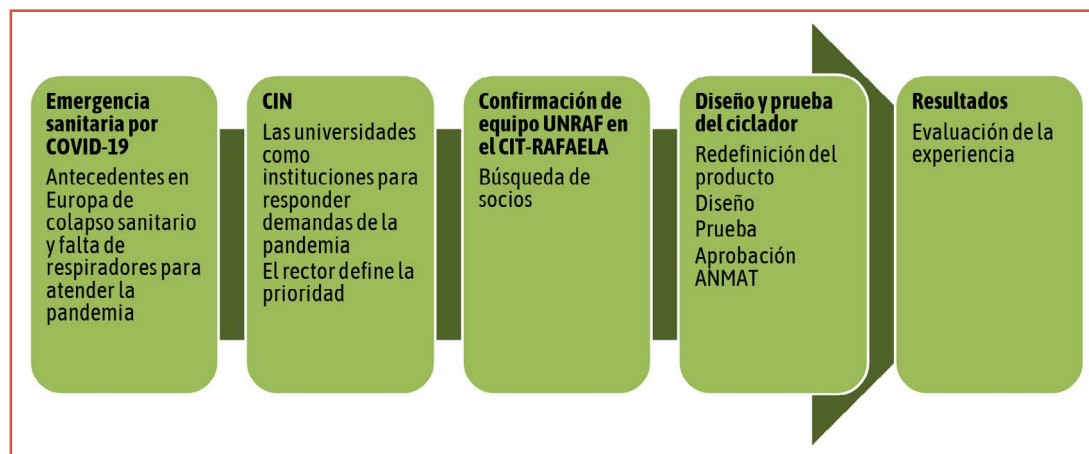 Emergencia
sanitaria por
COVID-19
Antecedentes en
Europa de
colapso sanitario
y falta de
respiradores para
atender la
pandemia
CIN
Las universidades
como
instituciones para
responder
demandas de la
pandemia
El rector define la
prioridad
Confirmación de
equipo UNRAF en
el CIT-RAFAELA
Búsqueda de
socios
Diseño y prueba
del ciclador
Redefinición del
producto
Diseño
Prueba
Aprobación
ANMAT
Resultados
Evaluación de la
experiencia